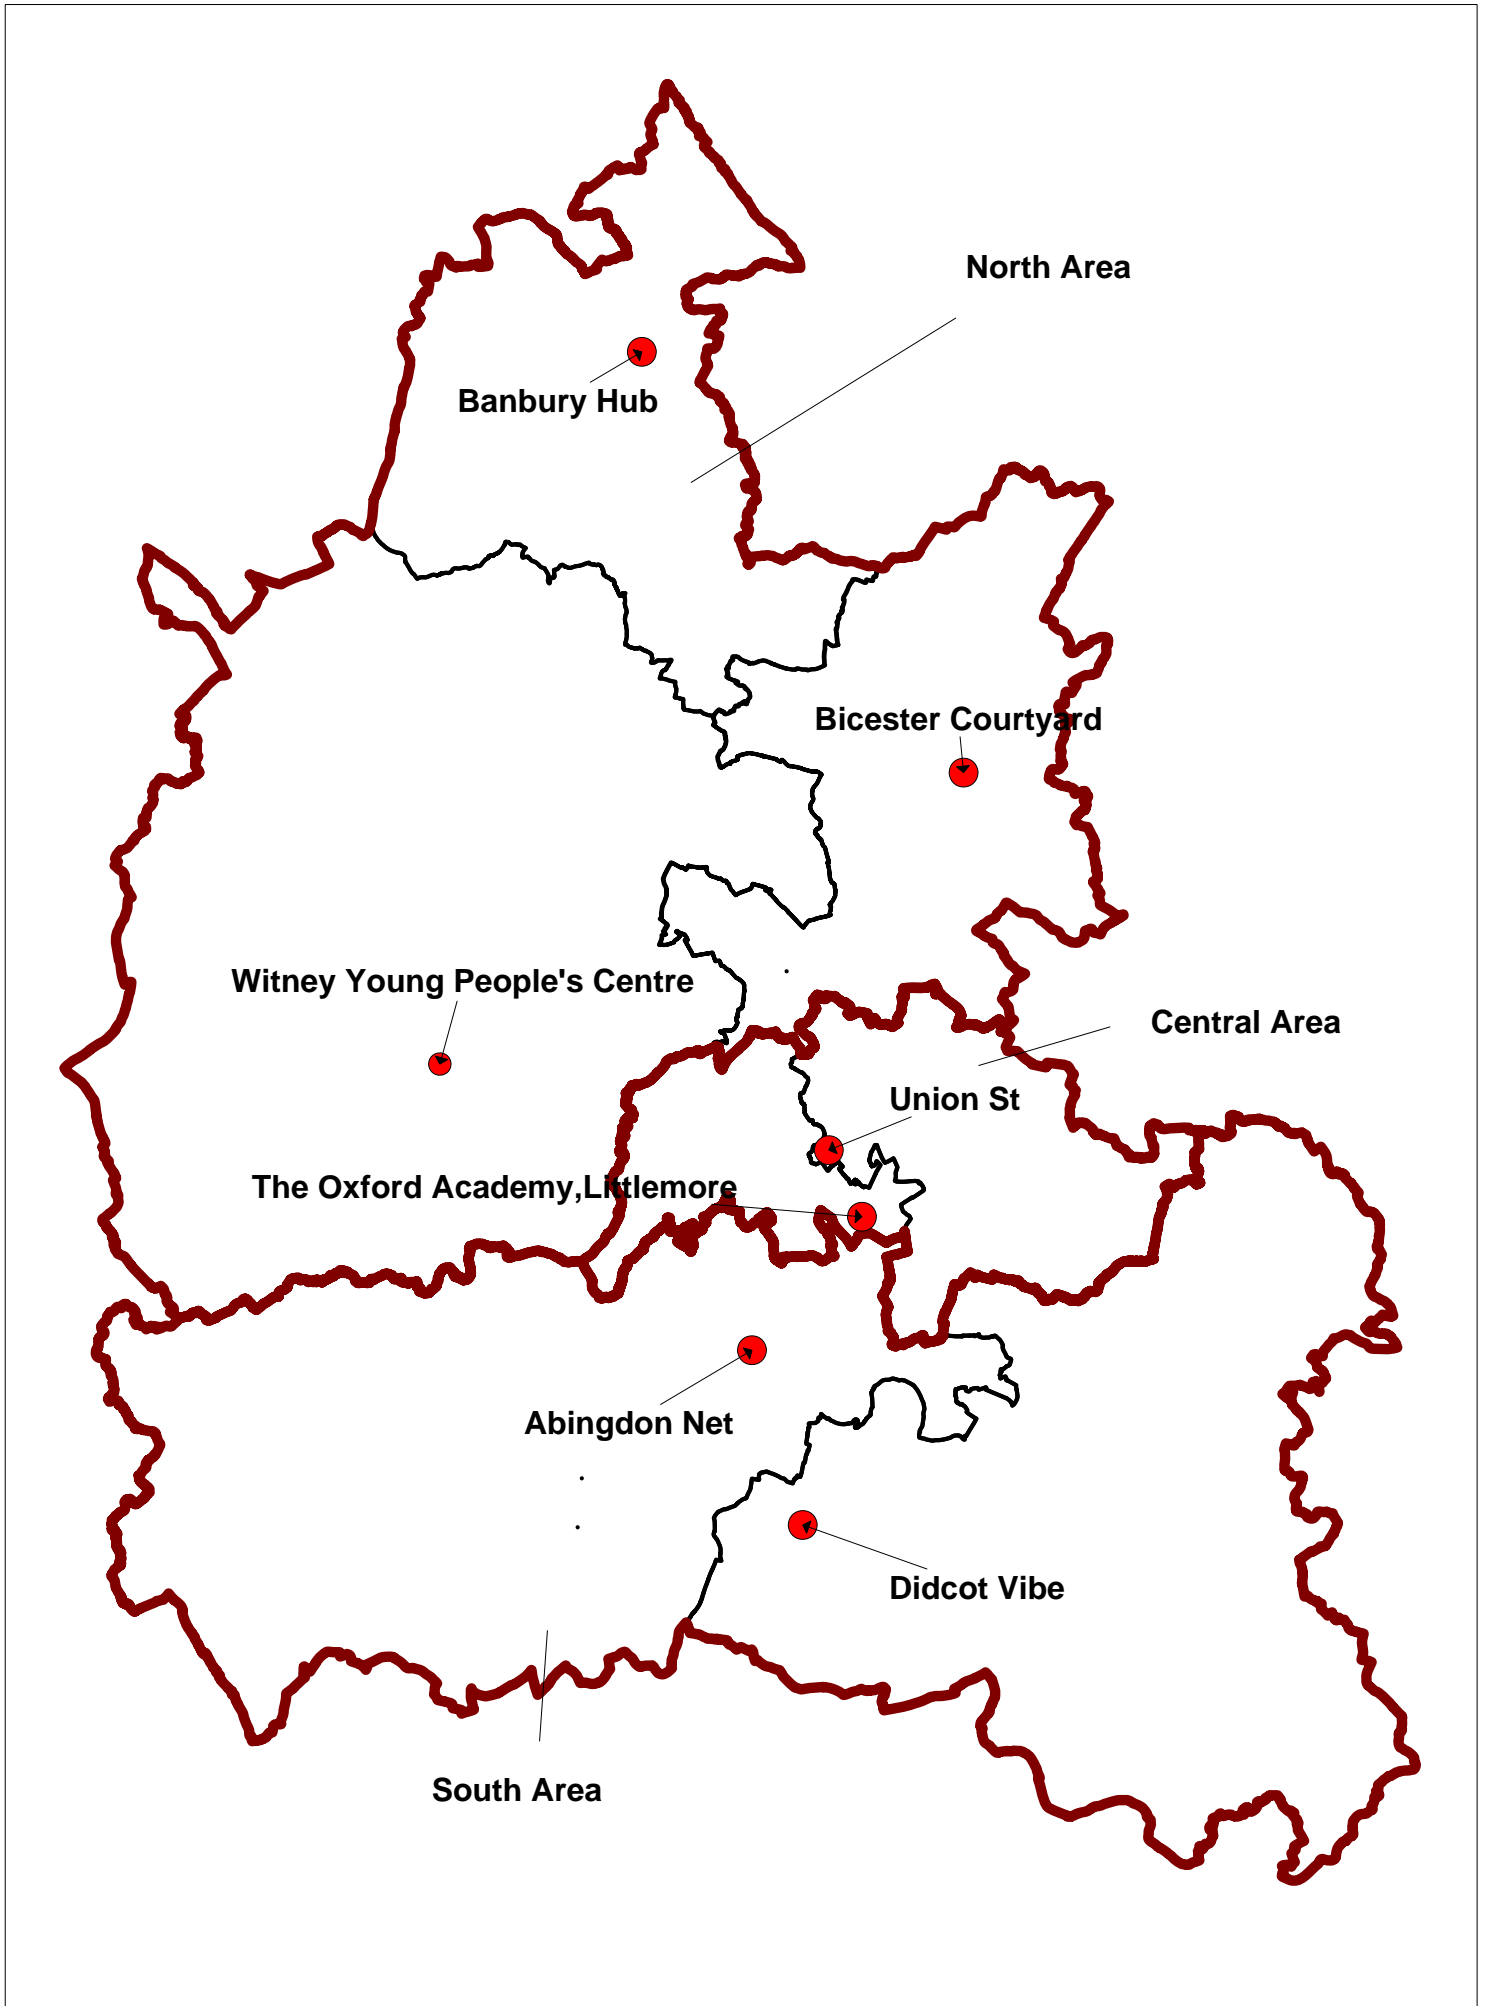 North Area
Banbury Hub
Bicester Courtyard
Witney Young People's Centre
Central Area
Union St
The Oxford Academy,Littlemore
Abingdon Net
Didcot Vibe
South Area